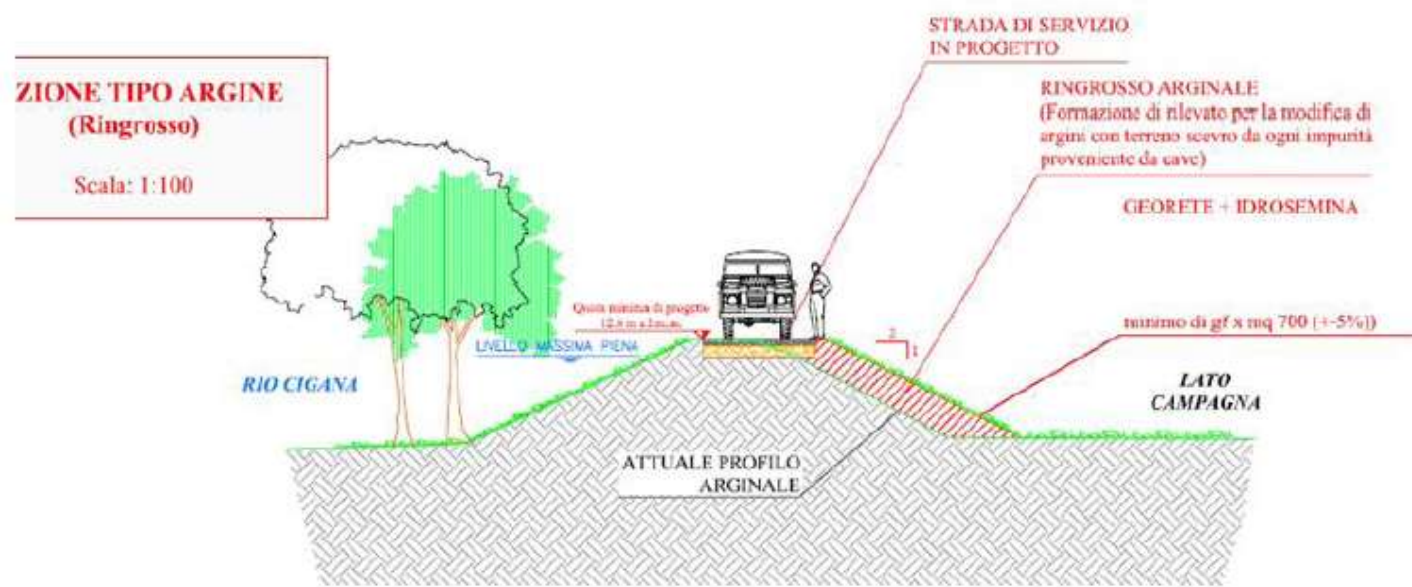 ZIONE TIPO ARGINE
(Ringrosso)
Scala: 1:100
STRADA DI SERVIZIO
IN PROGETTO
RINGROSSO ARGINALE
(Formazione di rilevato per la modifica di
argini con terreno scevro da ogni impurità
proveniente da cave)
GEORETE + IDROSEMINA
Quota minima di progetto
LIVELLO MASSIMA PIENA
2
1
minimo di gf x mq 700 (+-5%))
RIO CIGANA
LATO
CAMPAGNA
ATTUALE PROFILO
ARGINALE